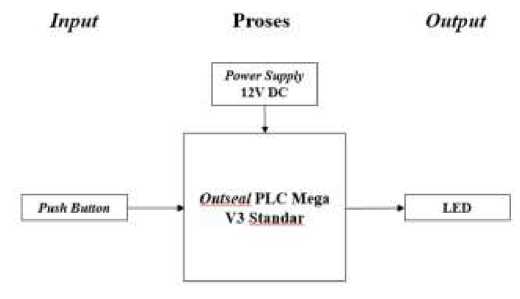 Input Proses Output
Power Supply
12V DC
Push Button
Outseal PLC Mega
V3 Standar
LED